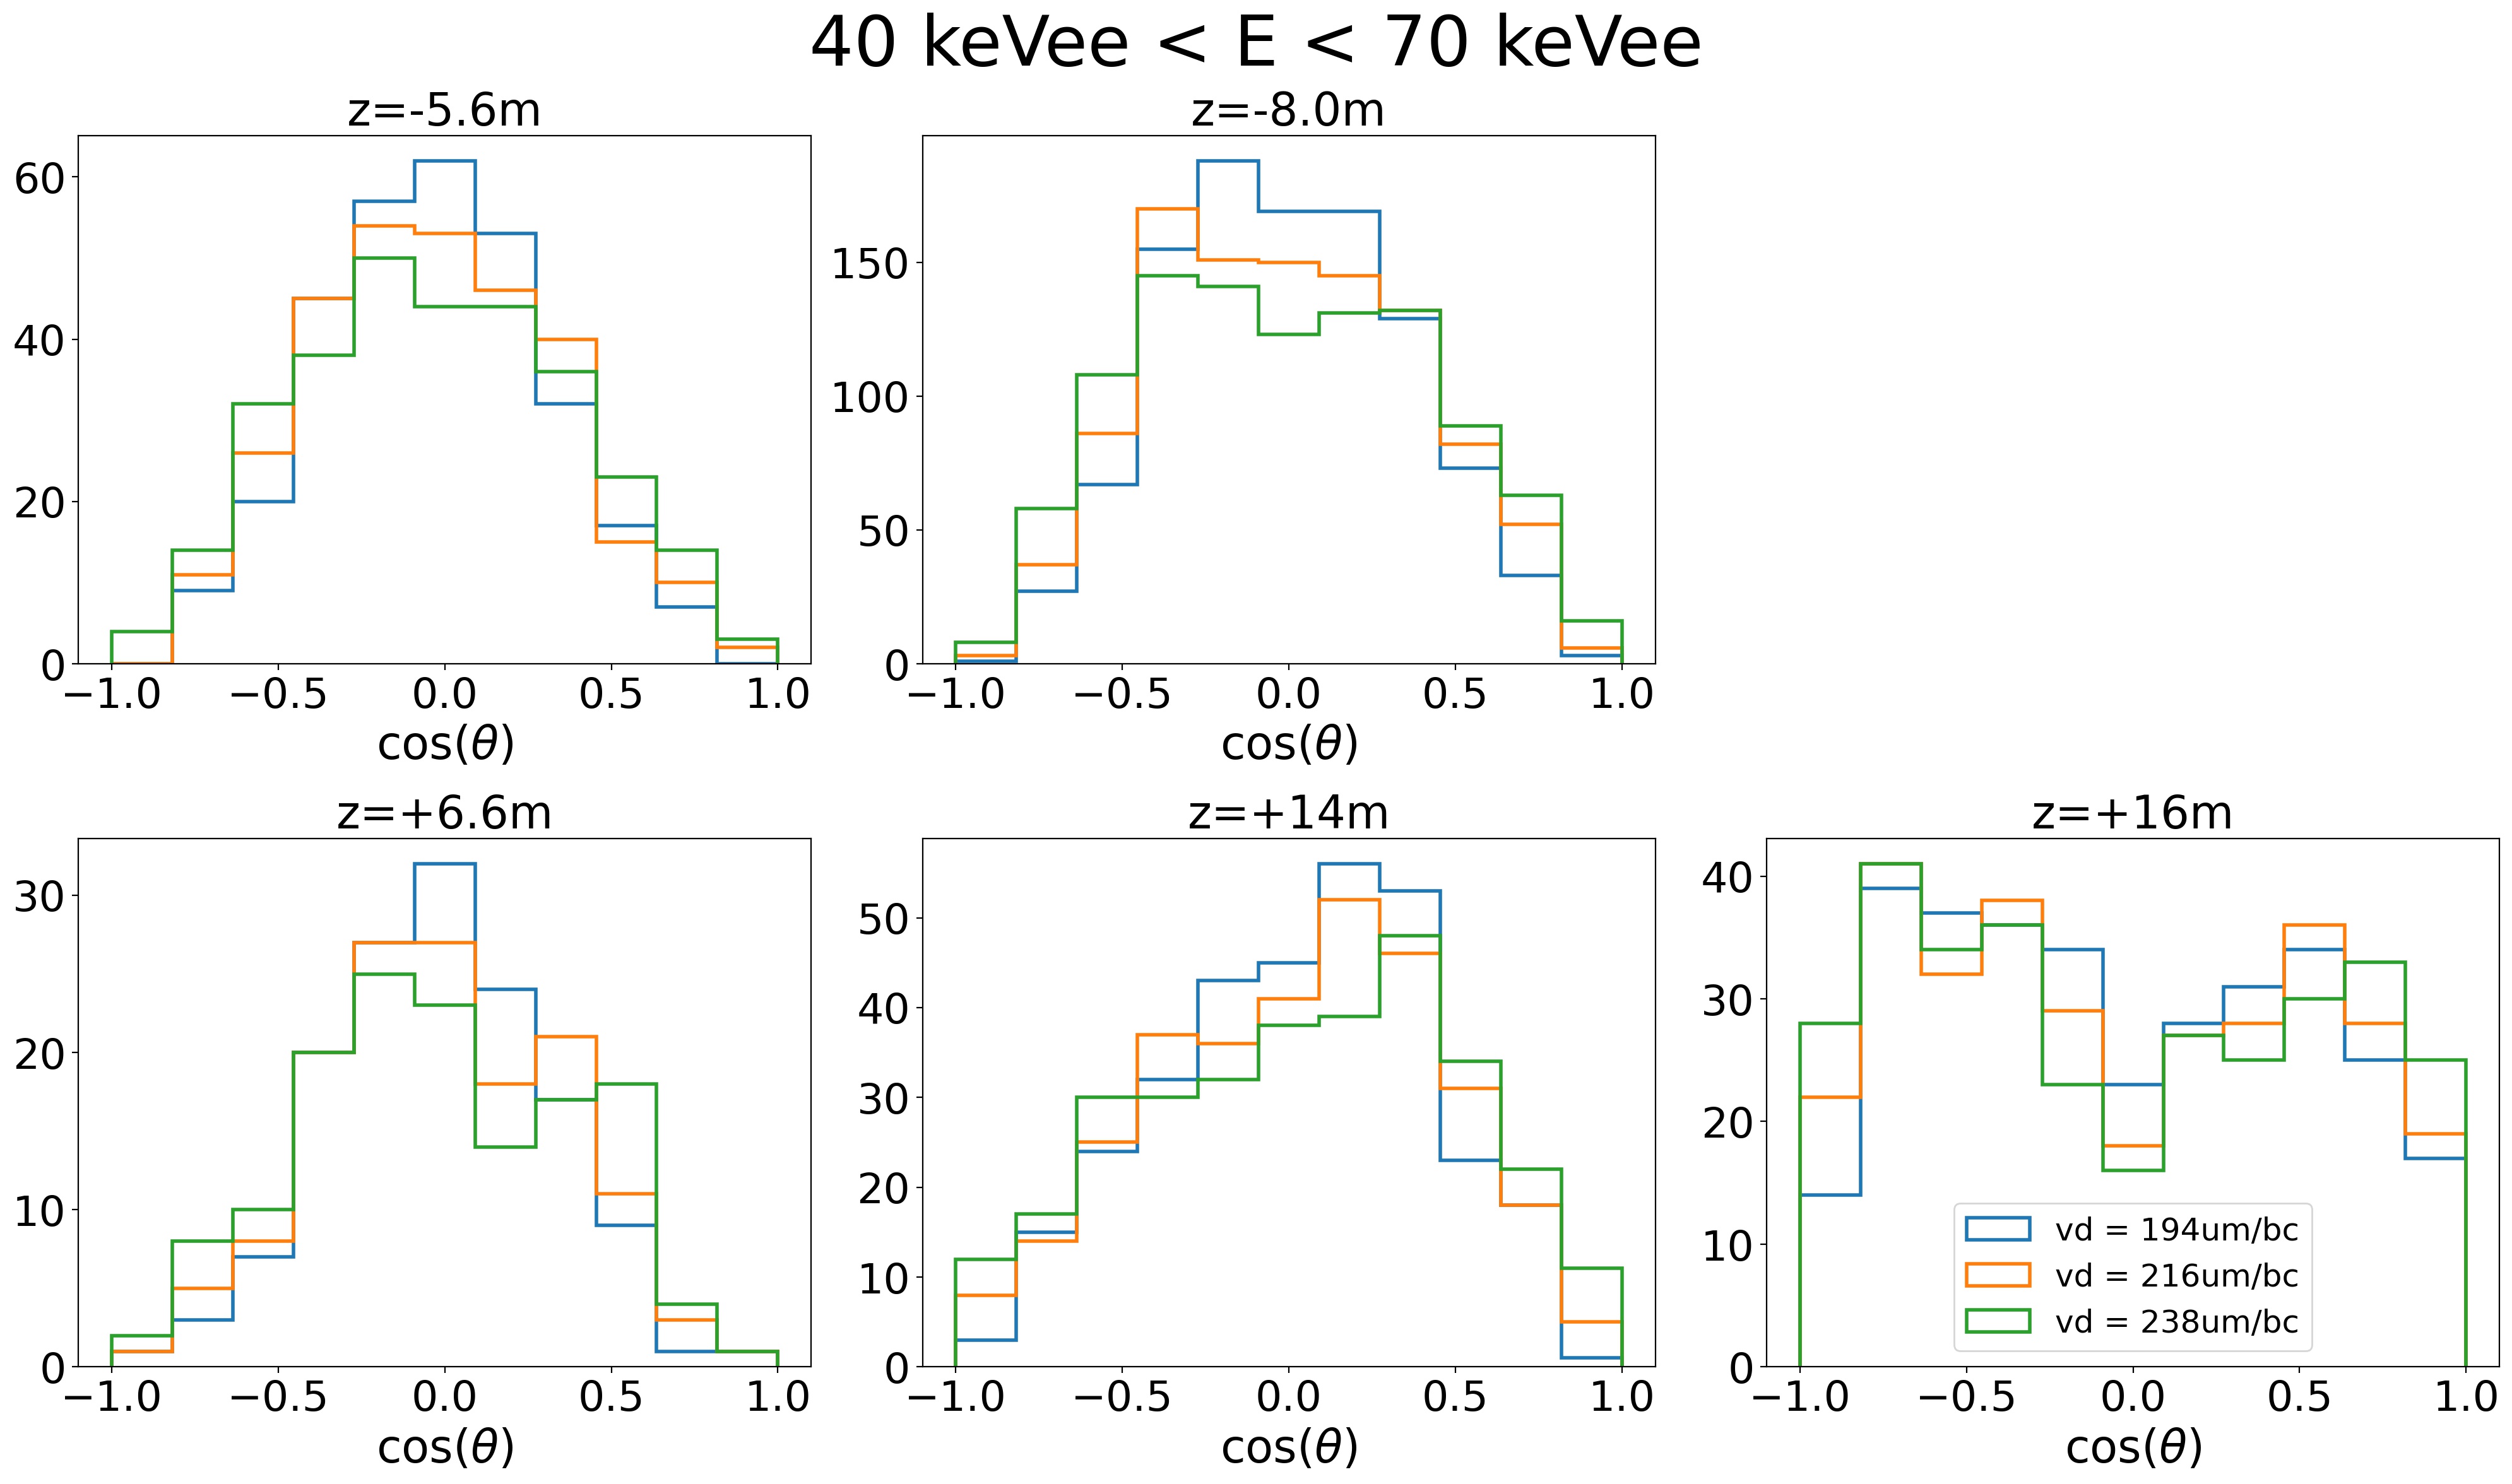 40 keVee < E < 70 keVee
z=-5.6m
60
40
20
0
−1.0 −0.5 0.0 0.5 1.0
cos(θ)
z=-8.0m
150
100
50
0
−1.0 −0.5 0.0 0.5 1.0
cos(θ)
z=+6.6m
30
20
10
0
−1.0 −0.5 0.0 0.5 1.0
cos(θ)
z=+14m
50
40
30
20
10
0
−1.0 −0.5 0.0 0.5 1.0
cos(θ)
z=+16m
40
30
20
10
0
vd = 194um/bc
vd = 216um/bc
vd = 238um/bc
−1.0 −0.5 0.0 0.5 1.0
cos(θ)